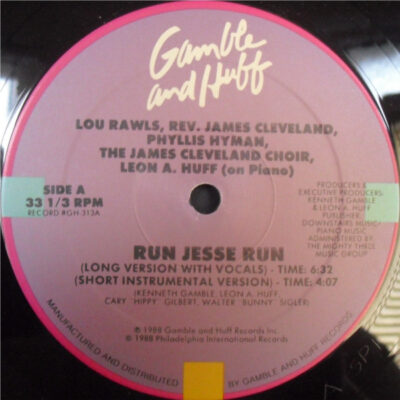 Gamble
and Huff
LOU RAWLS, REV. JAMES CLEVELAND,
PHYLLIS HYMAN,
THE JAMES CLEVELAND CHOIR,
LEON A. HUFF (on Piano)
SIDE A
33 1/3 RPM
RECORD #GH-313A
PRODUCERS &
EXECUTIVE PRODUCERS:
KENNETH GAMBLE
& LEON A. HUFF
PUBLISHER,
DOWNSTAIRS MUSIC/
PIANO MUSIC
ADMINISTERED BY
THE MIGHTY THREE
MUSIC GROUP
RUN JESSE RUN
(LONG VERSION WITH VOCALS) - TIME: 6:32
(SHORT INSTRUMENTAL VERSION) - TIME: 4:07
(KENNETH GAMBLE, LEON A. HUFF,
CARY HIPPY GILBERT, WALTER BUNNY SIGLER)
℗ 1988 Gamble and Huff Records Inc
© 1988 Philadelphia International Records
MANUFACTURED AND DISTRIBUTED BY GAMBLE AND HUFF RECORDS